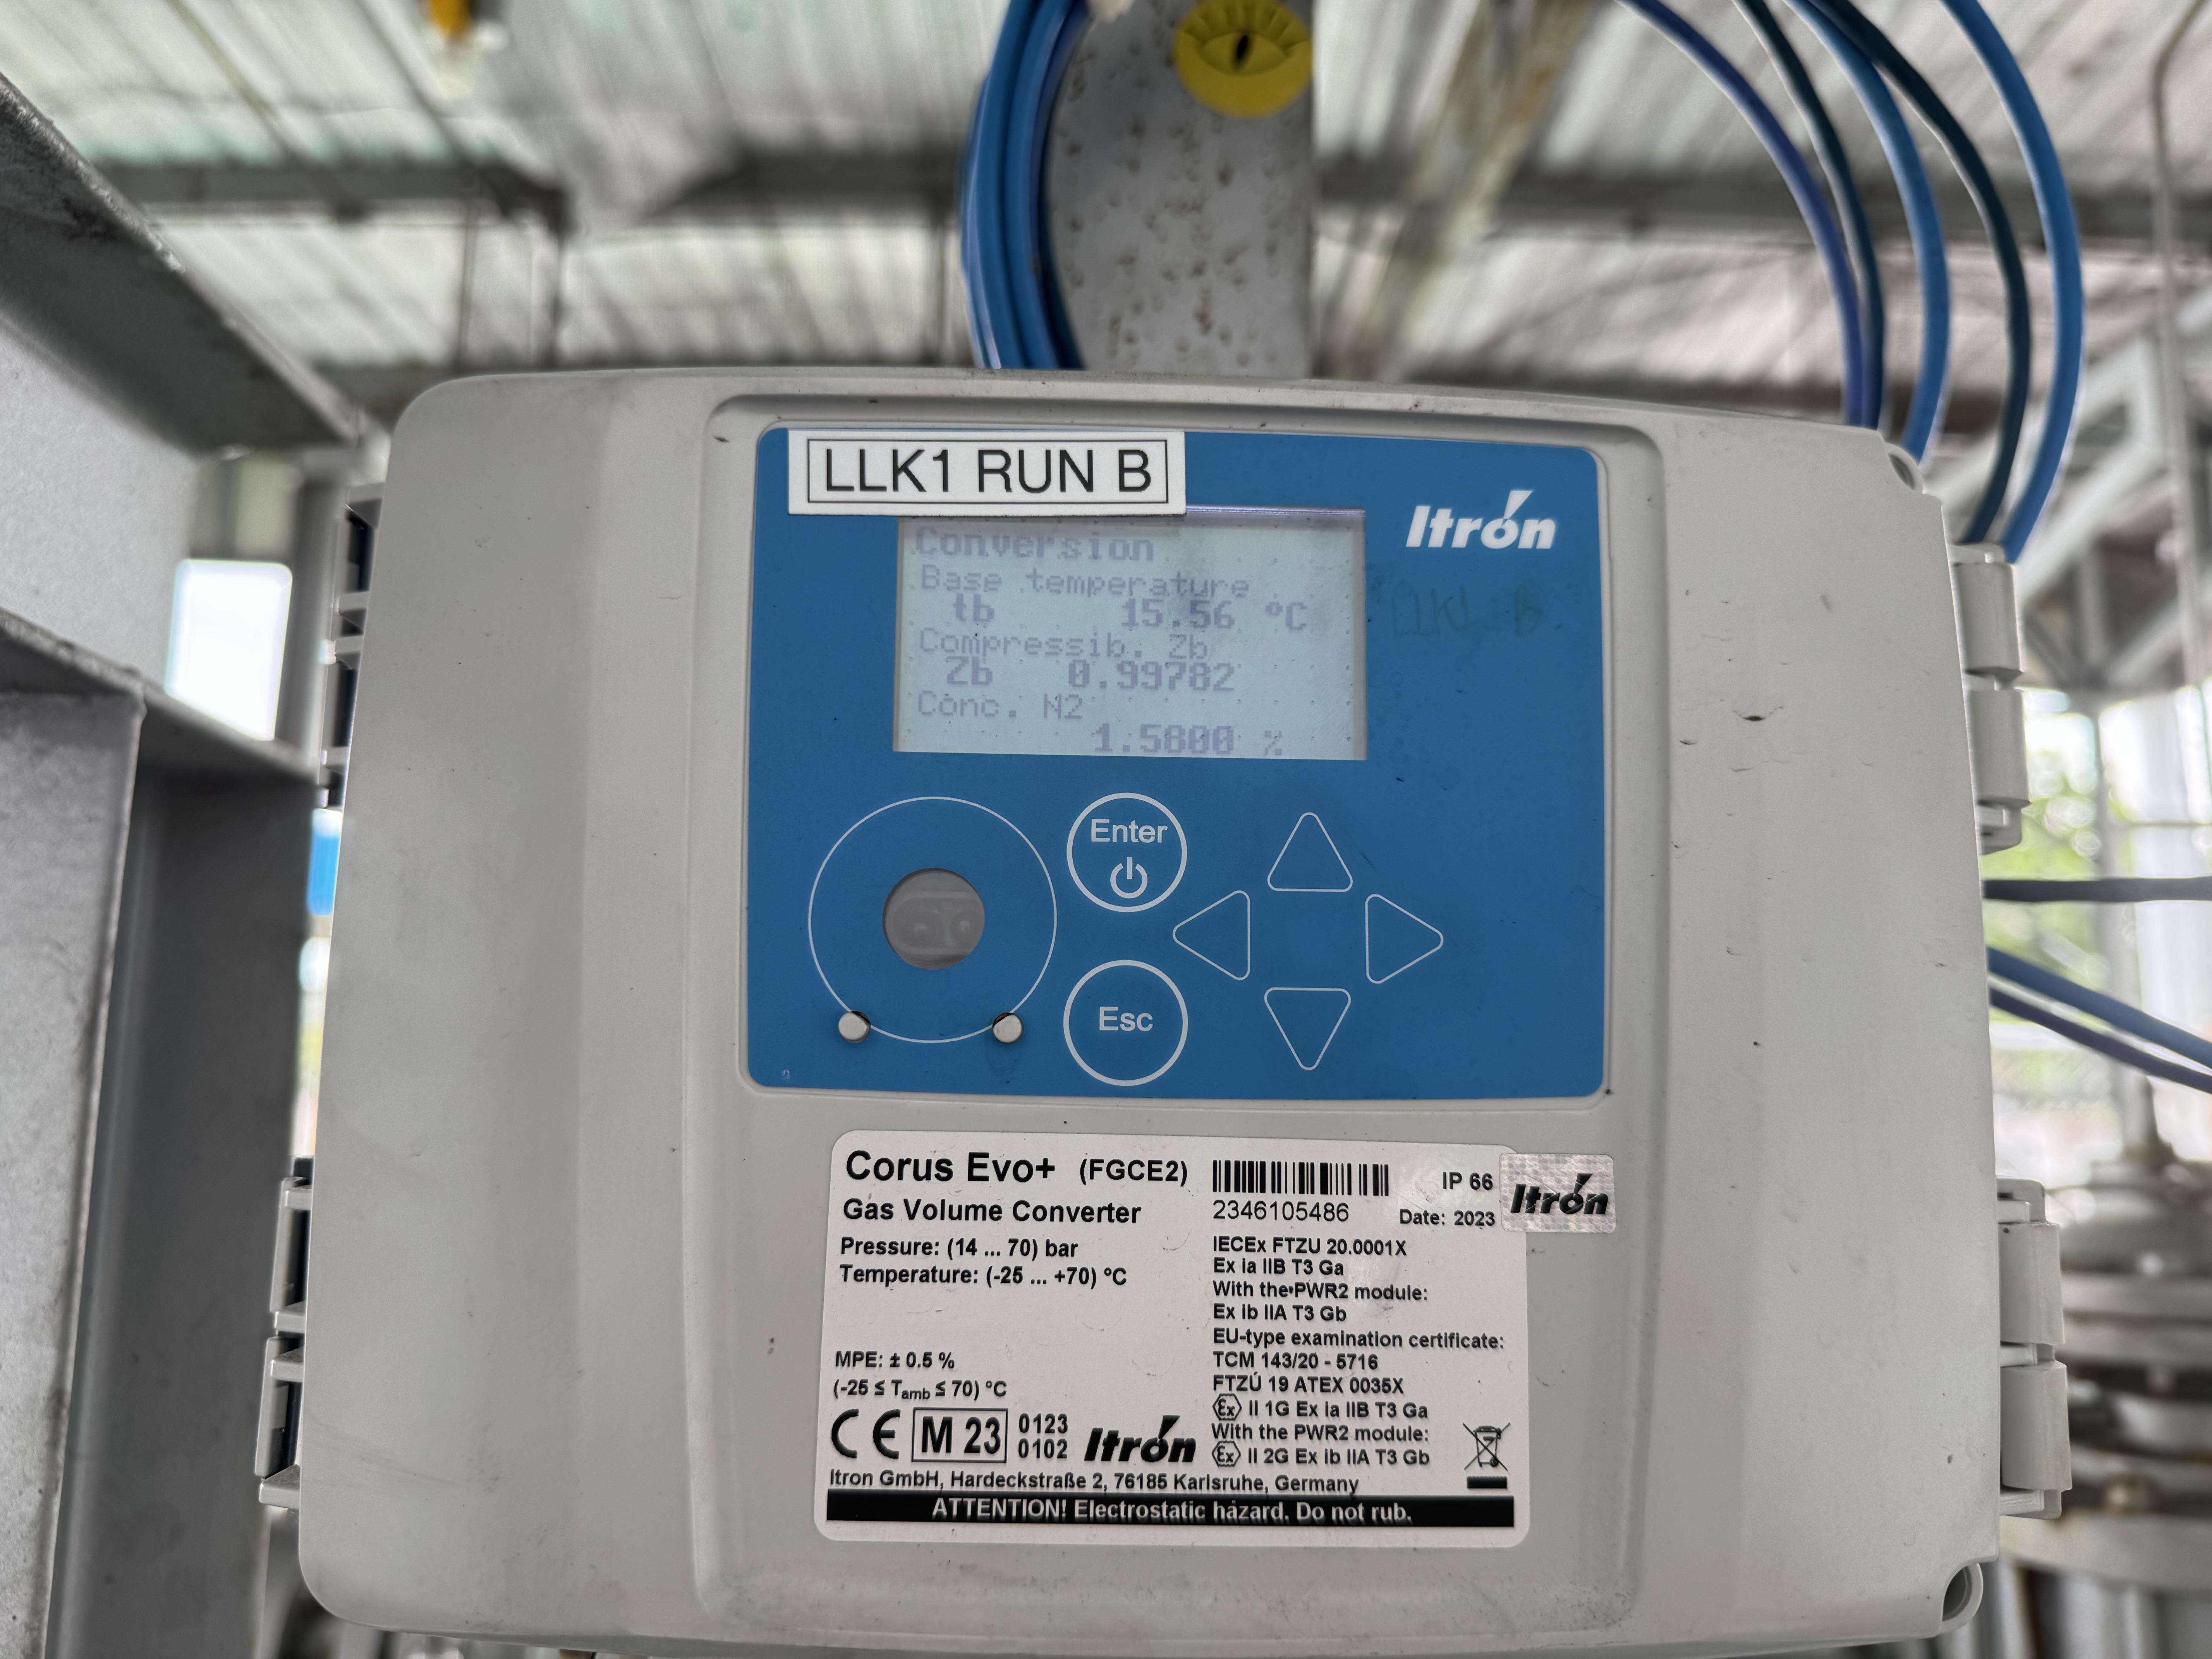 LLK1 RUN B
Itrón
Conversion
Base temperature
tb 15.56 °C
LLK1 B
Compressib. Zb
Zb 0.99782
Conc. N2
1.5800 %
Enter
Esc
Corus Evo+ (FGCE2)
Gas Volume Converter
Pressure: (14 ... 70) bar
Temperature: (-25 ... +70) °C
MPE: ± 0.5 %
(-25 ≤ Tamb ≤ 70) °C
CE M 23 0123
0102
Itrón
2346105486
IP 66
Date: 2023
Itrón
IECEx FTZU 20.0001X
Ex ia IIB T3 Ga
With the PWR2 module:
Ex ib IIA T3 Gb
EU-type examination certificate:
TCM 143/20 - 5716
FTZÚ 19 ATEX 0035X
Ex II 1G Ex ia IIB T3 Ga
With the PWR2 module:
Ex II 2G Ex ib IIA T3 Gb
Itron GmbH, Hardeckstraße 2, 76185 Karlsruhe, Germany
ATTENTION! Electrostatic hazard. Do not rub.